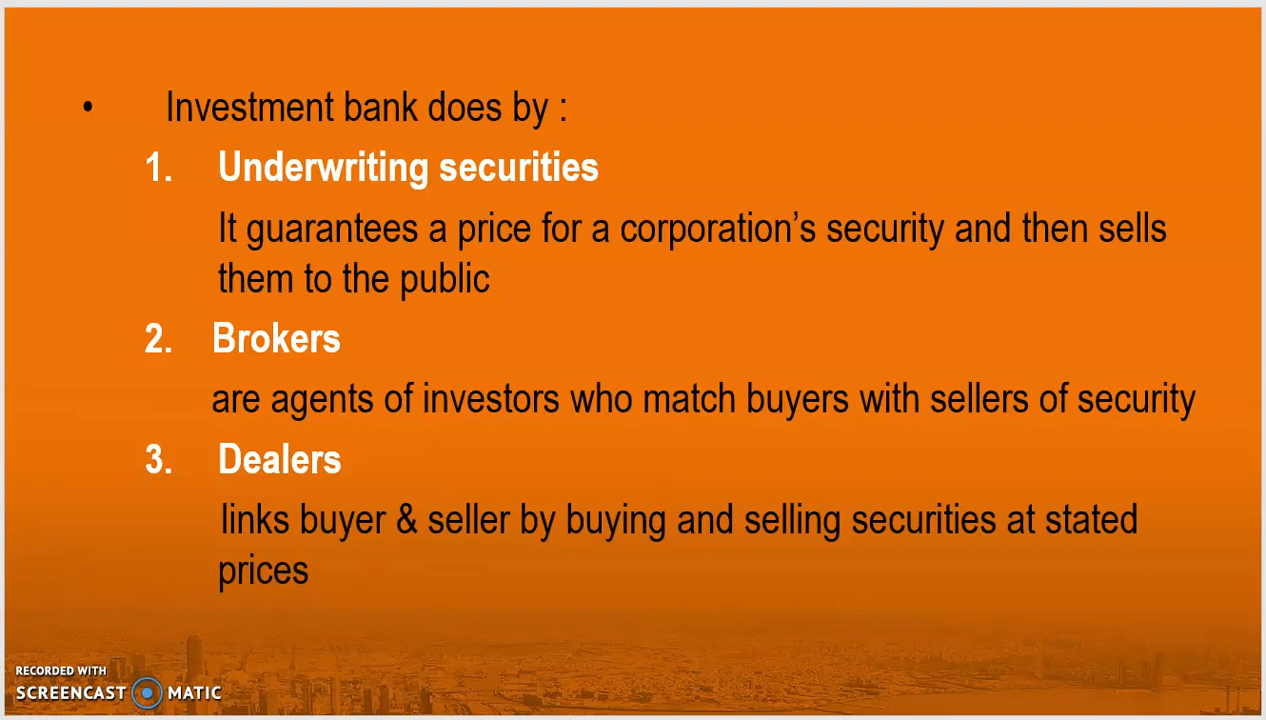 • Investment bank does by :
1. Underwriting securities
It guarantees a price for a corporation’s security and then sells
them to the public
2. Brokers
are agents of investors who match buyers with sellers of security
3. Dealers
links buyer & seller by buying and selling securities at stated
prices
RECORDED WITH
SCREENCAST MATIC